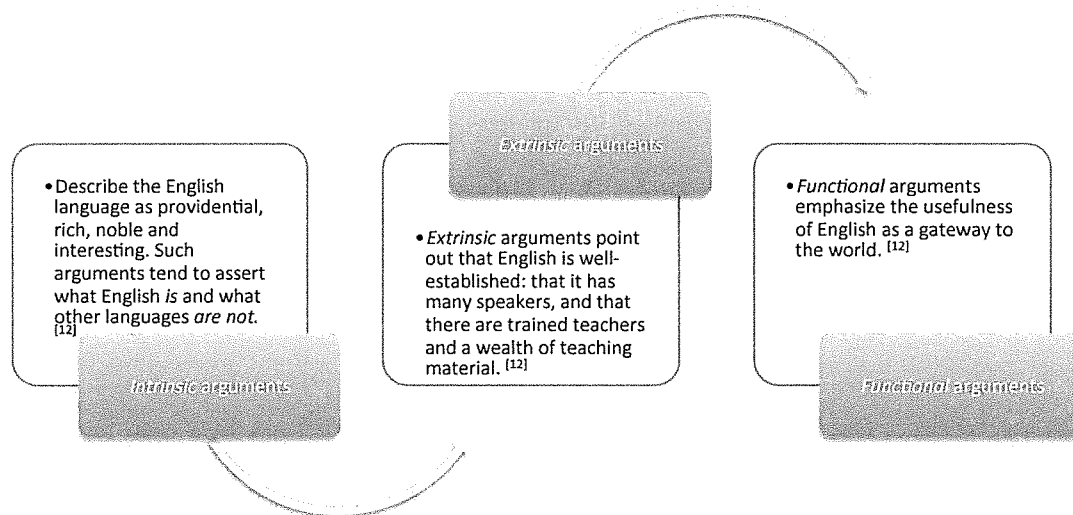 • Describe the English
language as providential,
rich, noble and
interesting. Such
arguments tend to assert
what English is and what
other languages are not.
[12]
Intrinsic arguments
Extrinsic arguments
• Extrinsic arguments point
out that English is well-
established: that it has
many speakers, and that
there are trained teachers
and a wealth of teaching
material. [12]
• Functional arguments
emphasize the usefulness
of English as a gateway to
the world. [12]
Functional arguments